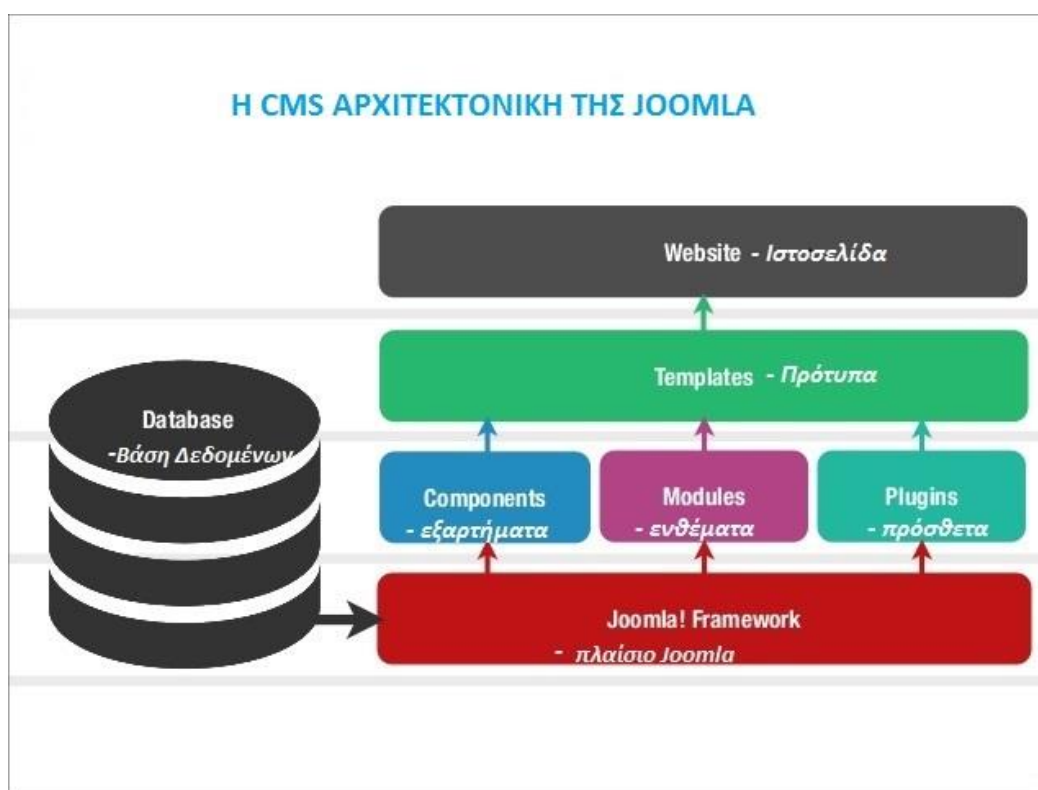 Η CMS ΑΡΧΙΤΕΚΤΟΝΙΚΗ ΤΗΣ JOOMLA
Website - Ιστοσελίδα
Templates - Πρότυπα
Database
-Βάση Δεδομένων
Components
- εξαρτήματα
Modules
- ενθέματα
Plugins
- πρόσθετα
Joomla! Framework
- πλαίσιο Joomla